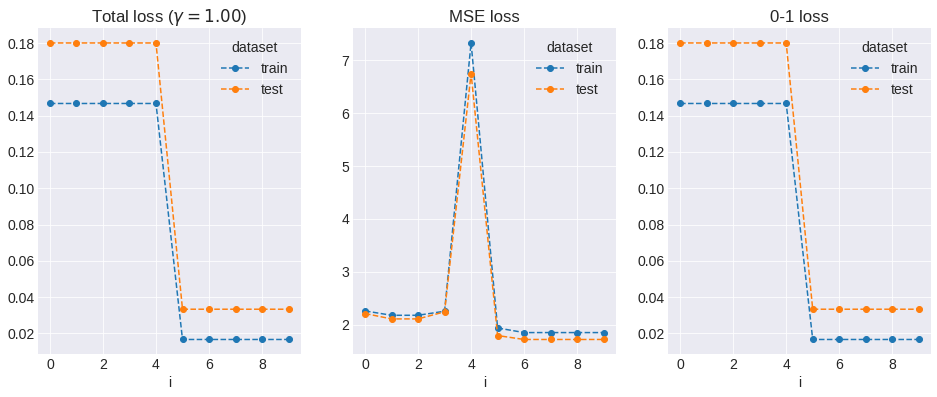 Total loss (γ = 1.00)
0.18
0.16
0.14
0.12
0.10
0.08
0.06
0.04
0.02
0
2
4
6
8
i
dataset
train
test
MSE loss
7
6
5
4
3
2
0
2
4
6
8
i
dataset
train
test
0-1 loss
0.18
0.16
0.14
0.12
0.10
0.08
0.06
0.04
0.02
0
2
4
6
8
i
dataset
train
test